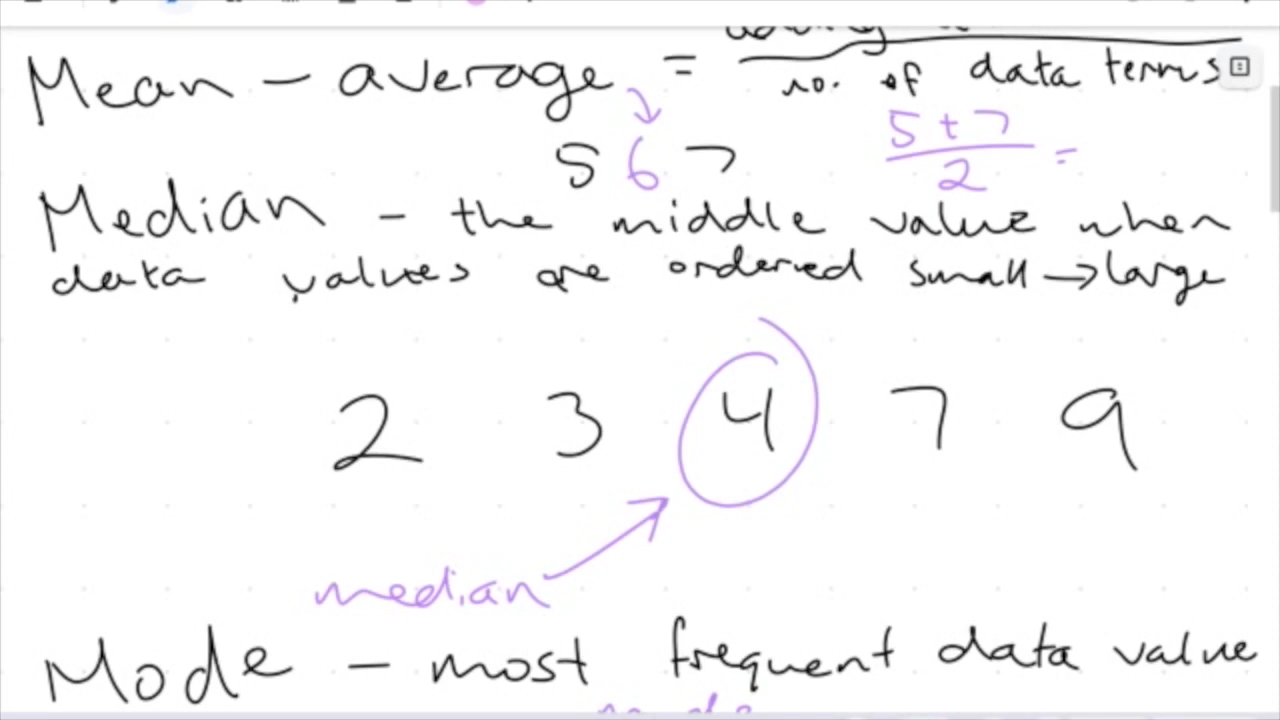 Mean - average = no. of data terms
5 6 7
5 + 7
2
=
Median - the middle value when
data values are ordered small → large
2 3 4 7 9
median
Mode - most frequent data value